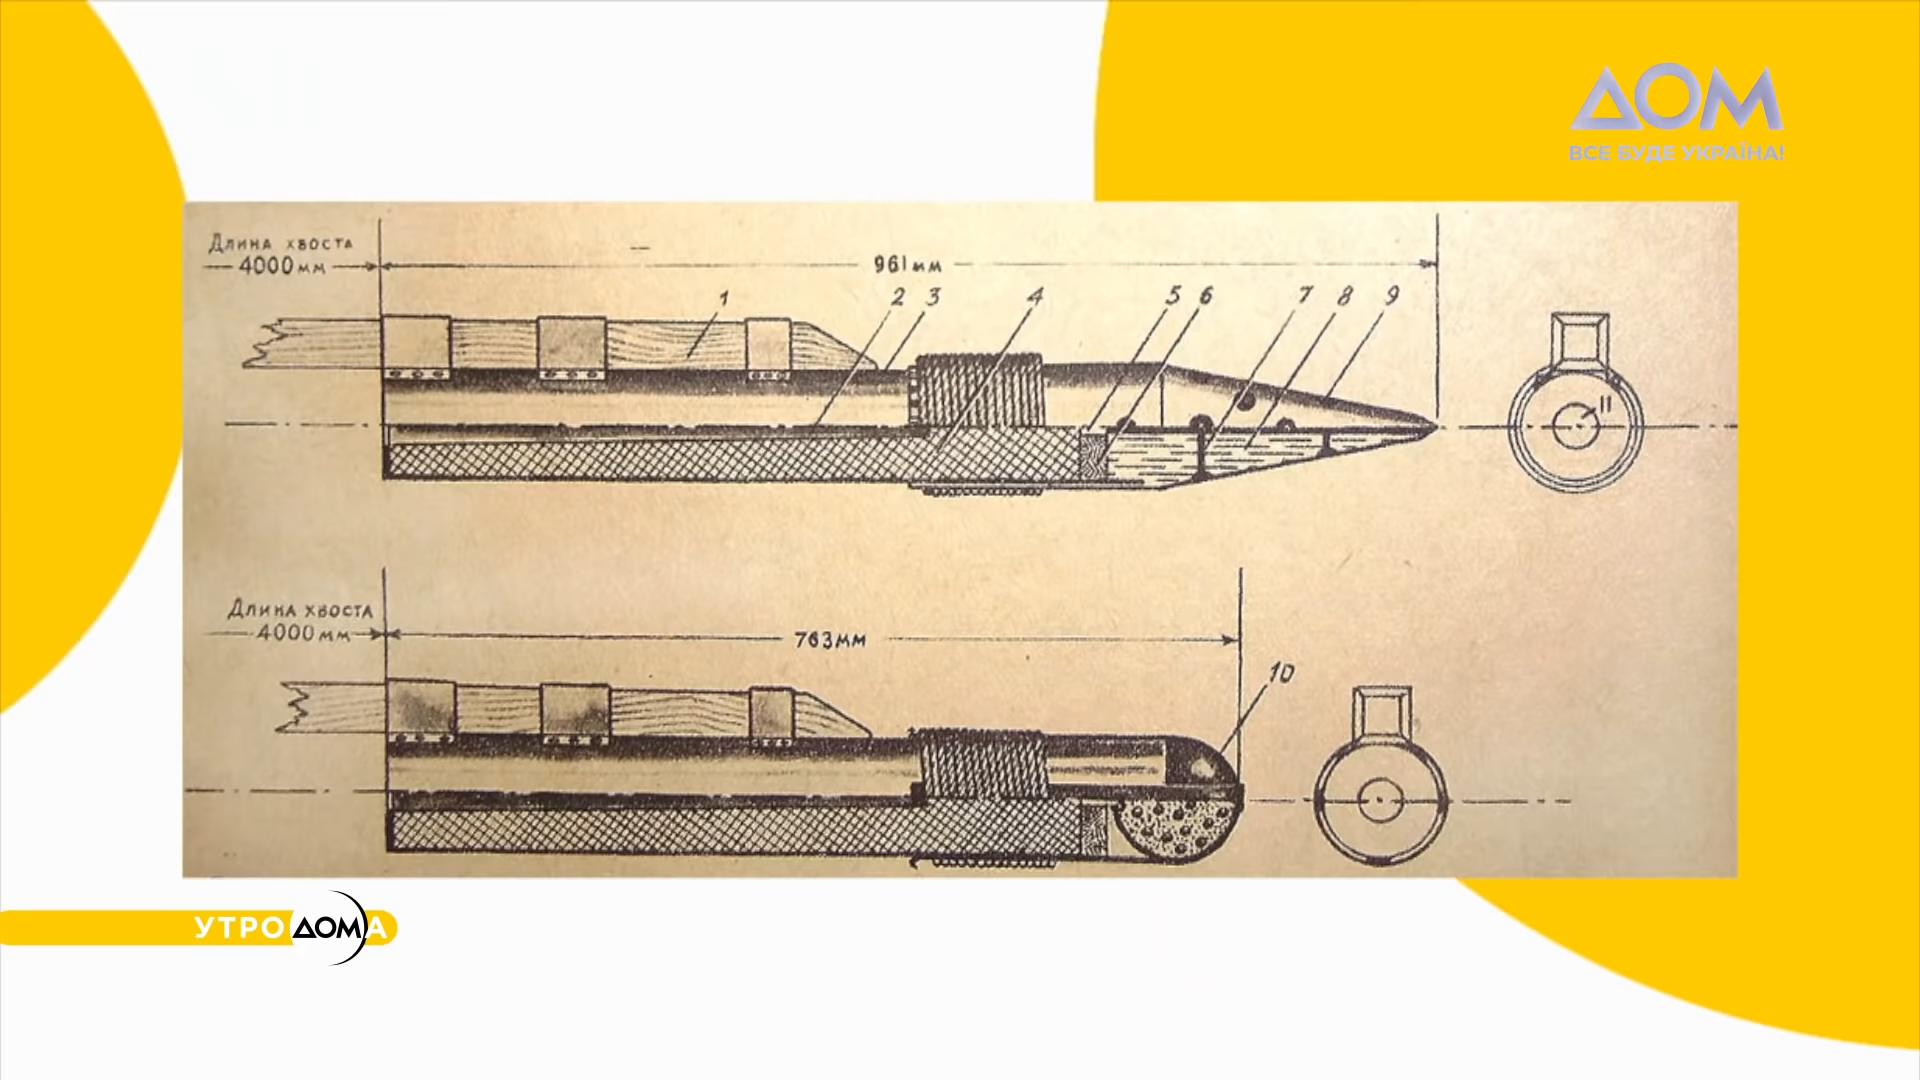 ДОМ
ВСЕ БУДЕ УКРАЇНА!
Длина хвоста
4000 мм
961 мм
1 2 3 4 5 6 7 8 9
11
Длина хвоста
4000 мм
763 мм
10
УТРО ДОМА